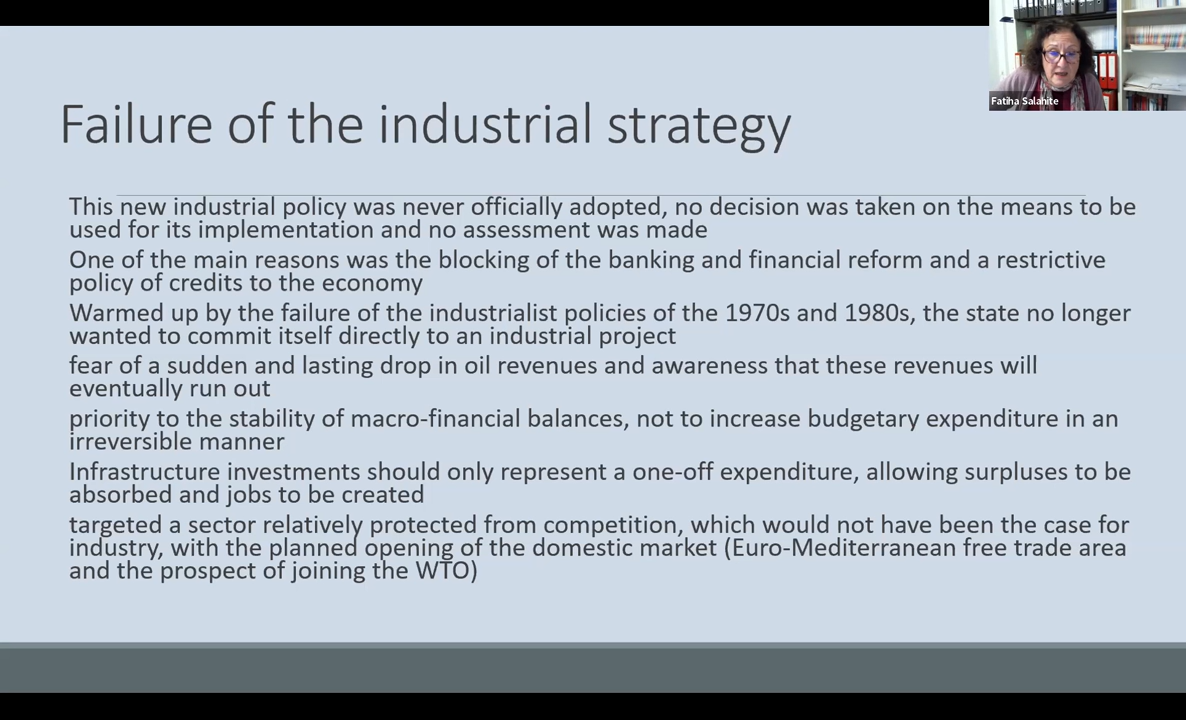 Fatiha Salahite
Failure of the industrial strategy
This new industrial policy was never officially adopted, no decision was taken on the means to be
used for its implementation and no assessment was made
One of the main reasons was the blocking of the banking and financial reform and a restrictive
policy of credits to the economy
Warmed up by the failure of the industrialist policies of the 1970s and 1980s, the state no longer
wanted to commit itself directly to an industrial project
fear of a sudden and lasting drop in oil revenues and awareness that these revenues will
eventually run out
priority to the stability of macro-financial balances, not to increase budgetary expenditure in an
irreversible manner
Infrastructure investments should only represent a one-off expenditure, allowing surpluses to be
absorbed and jobs to be created
targeted a sector relatively protected from competition, which would not have been the case for
industry, with the planned opening of the domestic market (Euro-Mediterranean free trade area
and the prospect of joining the WTO)